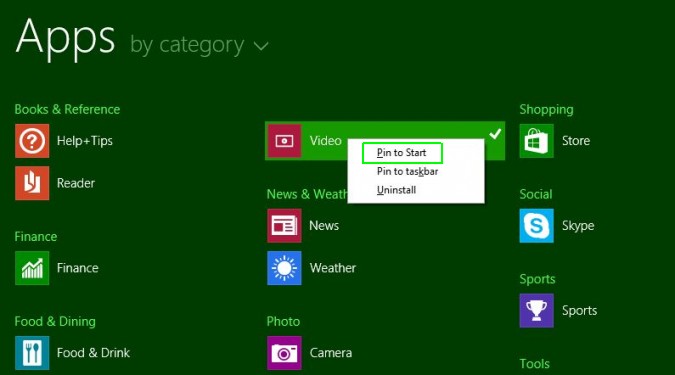 Apps by category
Books & Reference
Help+Tips
Reader
Finance
Finance
Food & Dining
Food & Drink
Video
Pin to Start
Pin to taskbar
Uninstall
News & Weath
News
Weather
Photo
Camera
Shopping
Store
Social
Skype
Sports
Sports
Tools